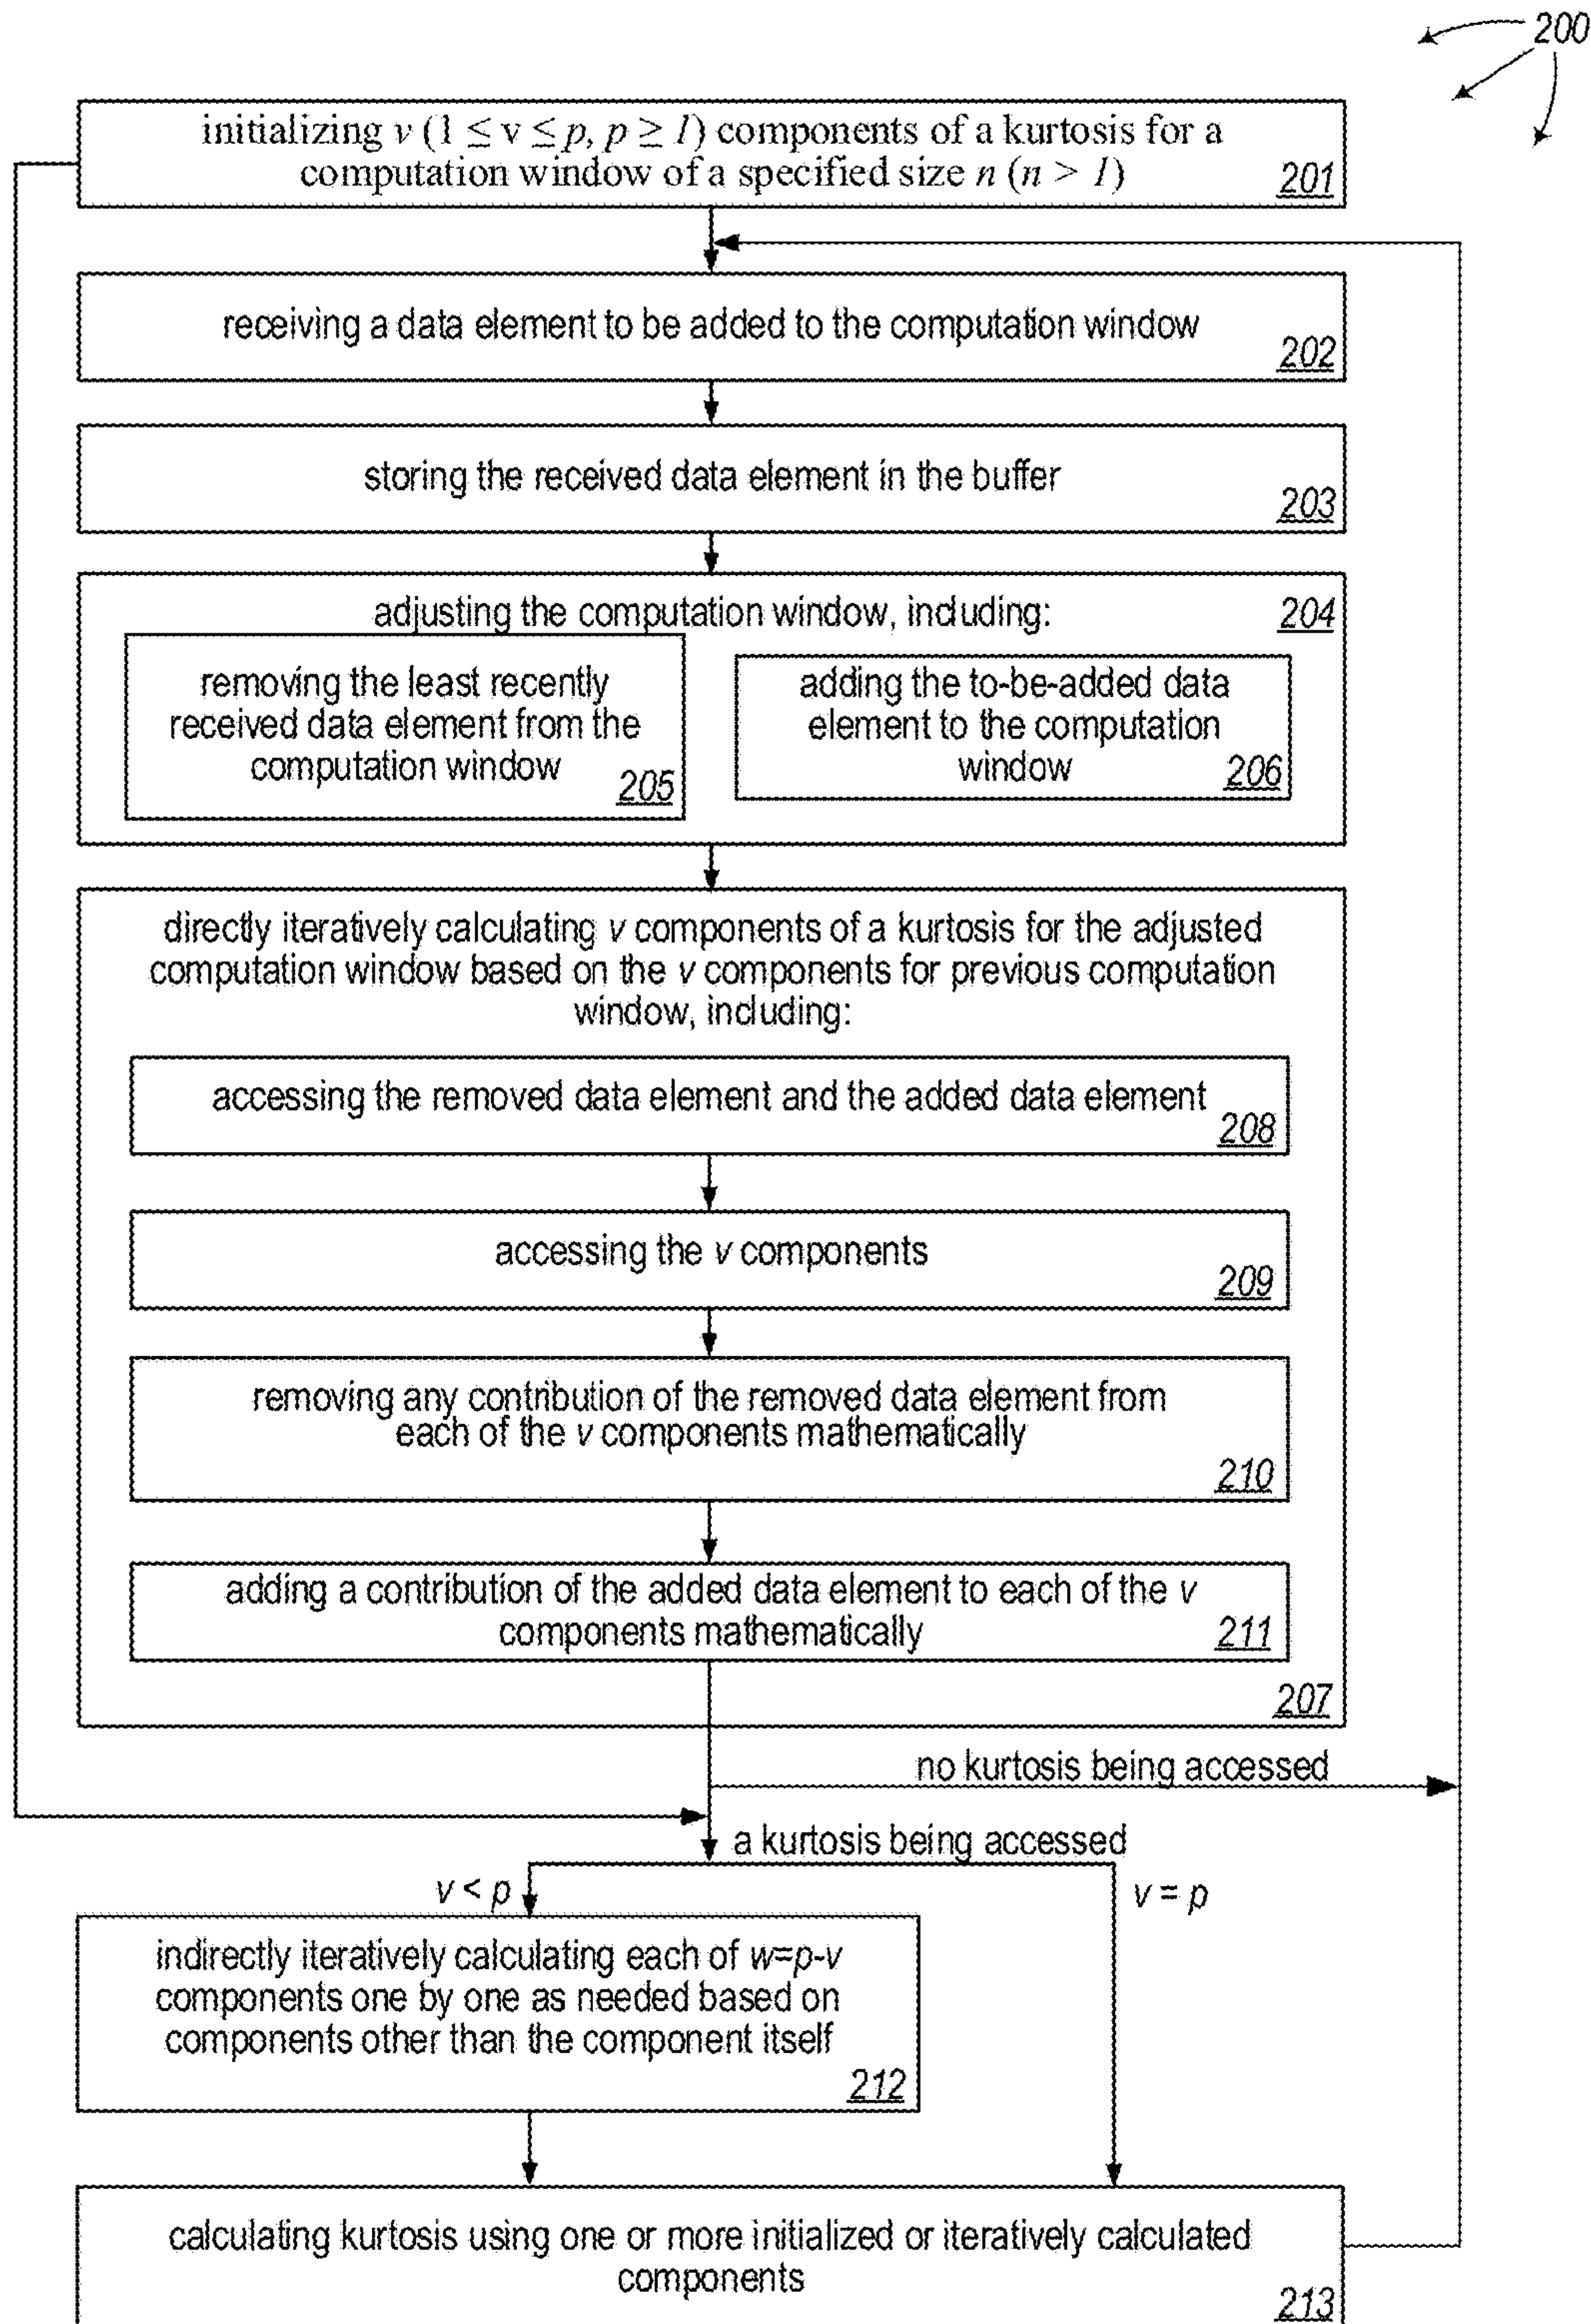 200
initializing v (1 ≤ v ≤ p, p ≥ 1) components of a kurtosis for a
computation window of a specified size n (n > 1)
201
receiving a data element to be added to the computation window
202
storing the received data element in the buffer
203
adjusting the computation window, including:
204
removing the least recently
received data element from the
computation window
205
adding the to-be-added data
element to the computation
window
206
directly iteratively calculating v components of a kurtosis for the adjusted
computation window based on the v components for previous computation
window, including:
accessing the removed data element and the added data element
208
accessing the v components
209
removing any contribution of the removed data element from
each of the v components mathematically
210
adding a contribution of the added data element to each of the v
components mathematically
211
207
no kurtosis being accessed
a kurtosis being accessed
v < p
v = p
indirectly iteratively calculating each of w=p-v
components one by one as needed based on
components other than the component itself
212
calculating kurtosis using one or more initialized or iteratively calculated
components
213